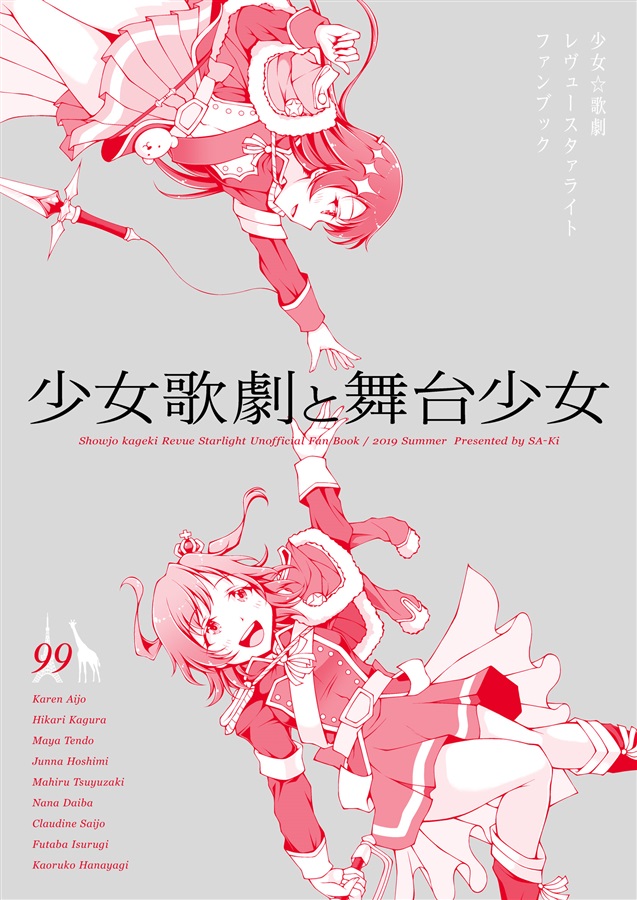 少女☆歌劇
レヴュースタァライト
ファンブック
少女歌劇と舞台少女
Showjo kageki Revue Starlight Unofficial Fan Book / 2019 Summer Presented by SA-Ki
99
Karen Aijo
Hikari Kagura
Maya Tendo
Junna Hoshimi
Mahiru Tsuyuzaki
Nana Daiba
Claudine Saijo
Futaba Isurugi
Kaoruko Hanayagi